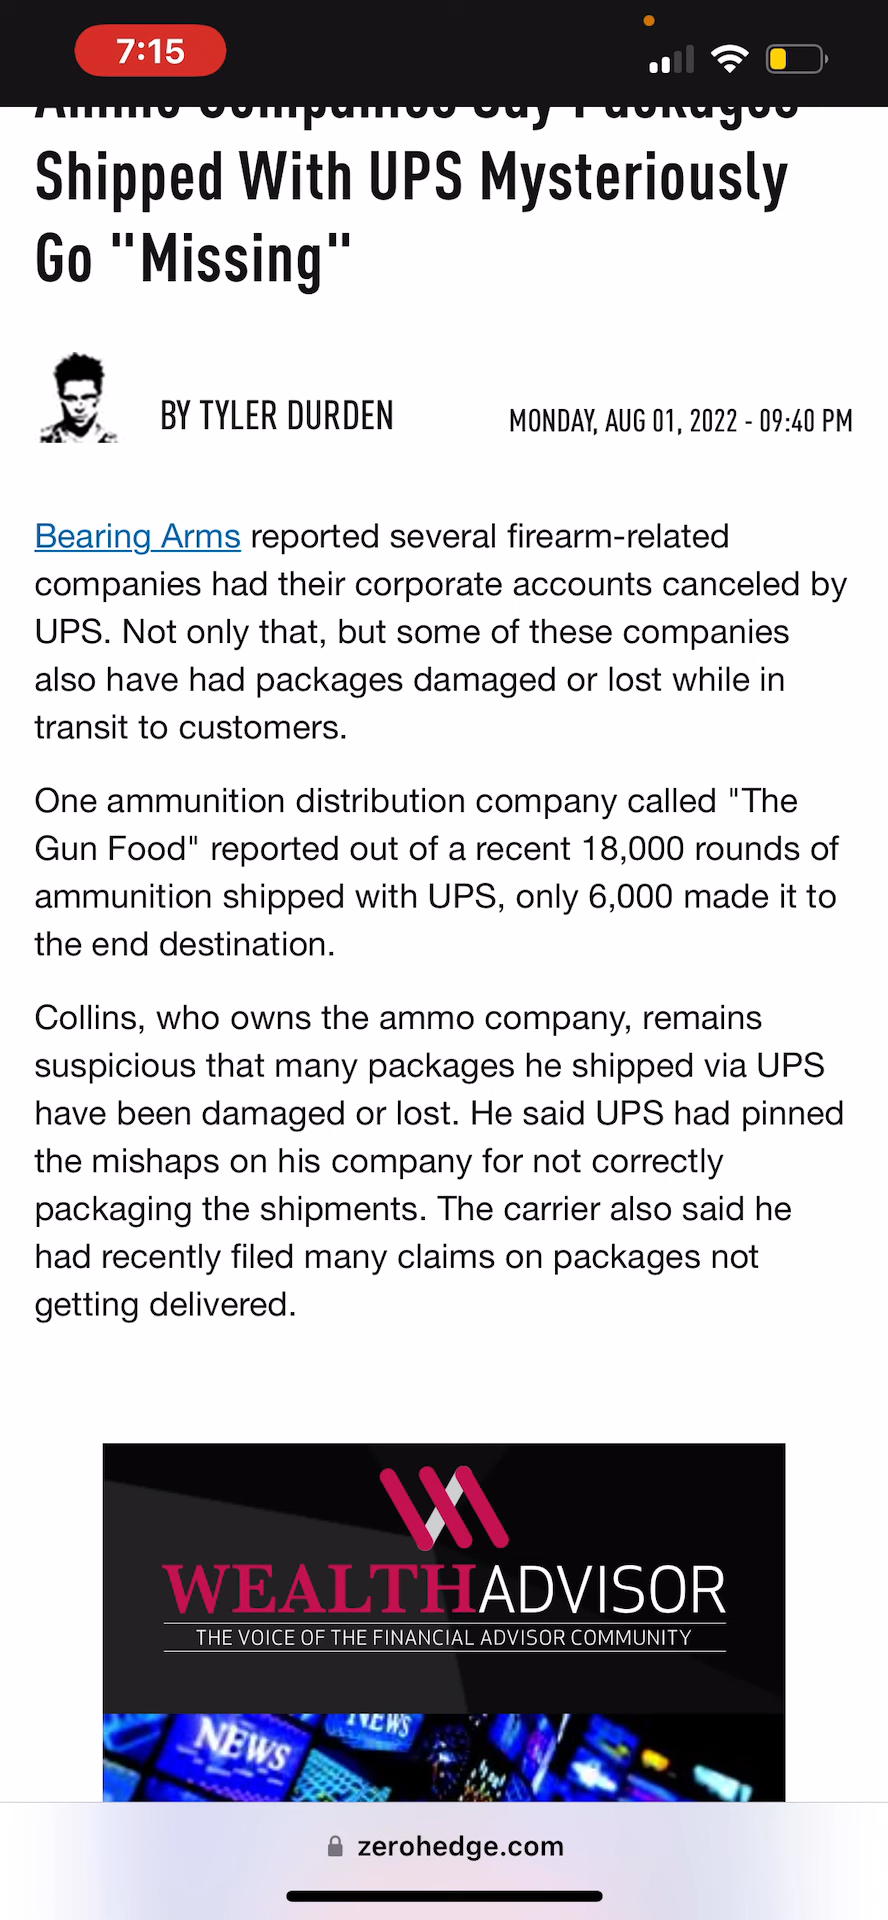 7:15
Ammo Companies Say Packages
Shipped With UPS Mysteriously
Go "Missing"
BY TYLER DURDEN
MONDAY, AUG 01, 2022 - 09:40 PM
Bearing Arms reported several firearm-related
companies had their corporate accounts canceled by
UPS. Not only that, but some of these companies
also have had packages damaged or lost while in
transit to customers.
One ammunition distribution company called "The
Gun Food" reported out of a recent 18,000 rounds of
ammunition shipped with UPS, only 6,000 made it to
the end destination.
Collins, who owns the ammo company, remains
suspicious that many packages he shipped via UPS
have been damaged or lost. He said UPS had pinned
the mishaps on his company for not correctly
packaging the shipments. The carrier also said he
had recently filed many claims on packages not
getting delivered.
WEALTHADVISOR
THE VOICE OF THE FINANCIAL ADVISOR COMMUNITY
NEWS
NEWS
zerohedge.com